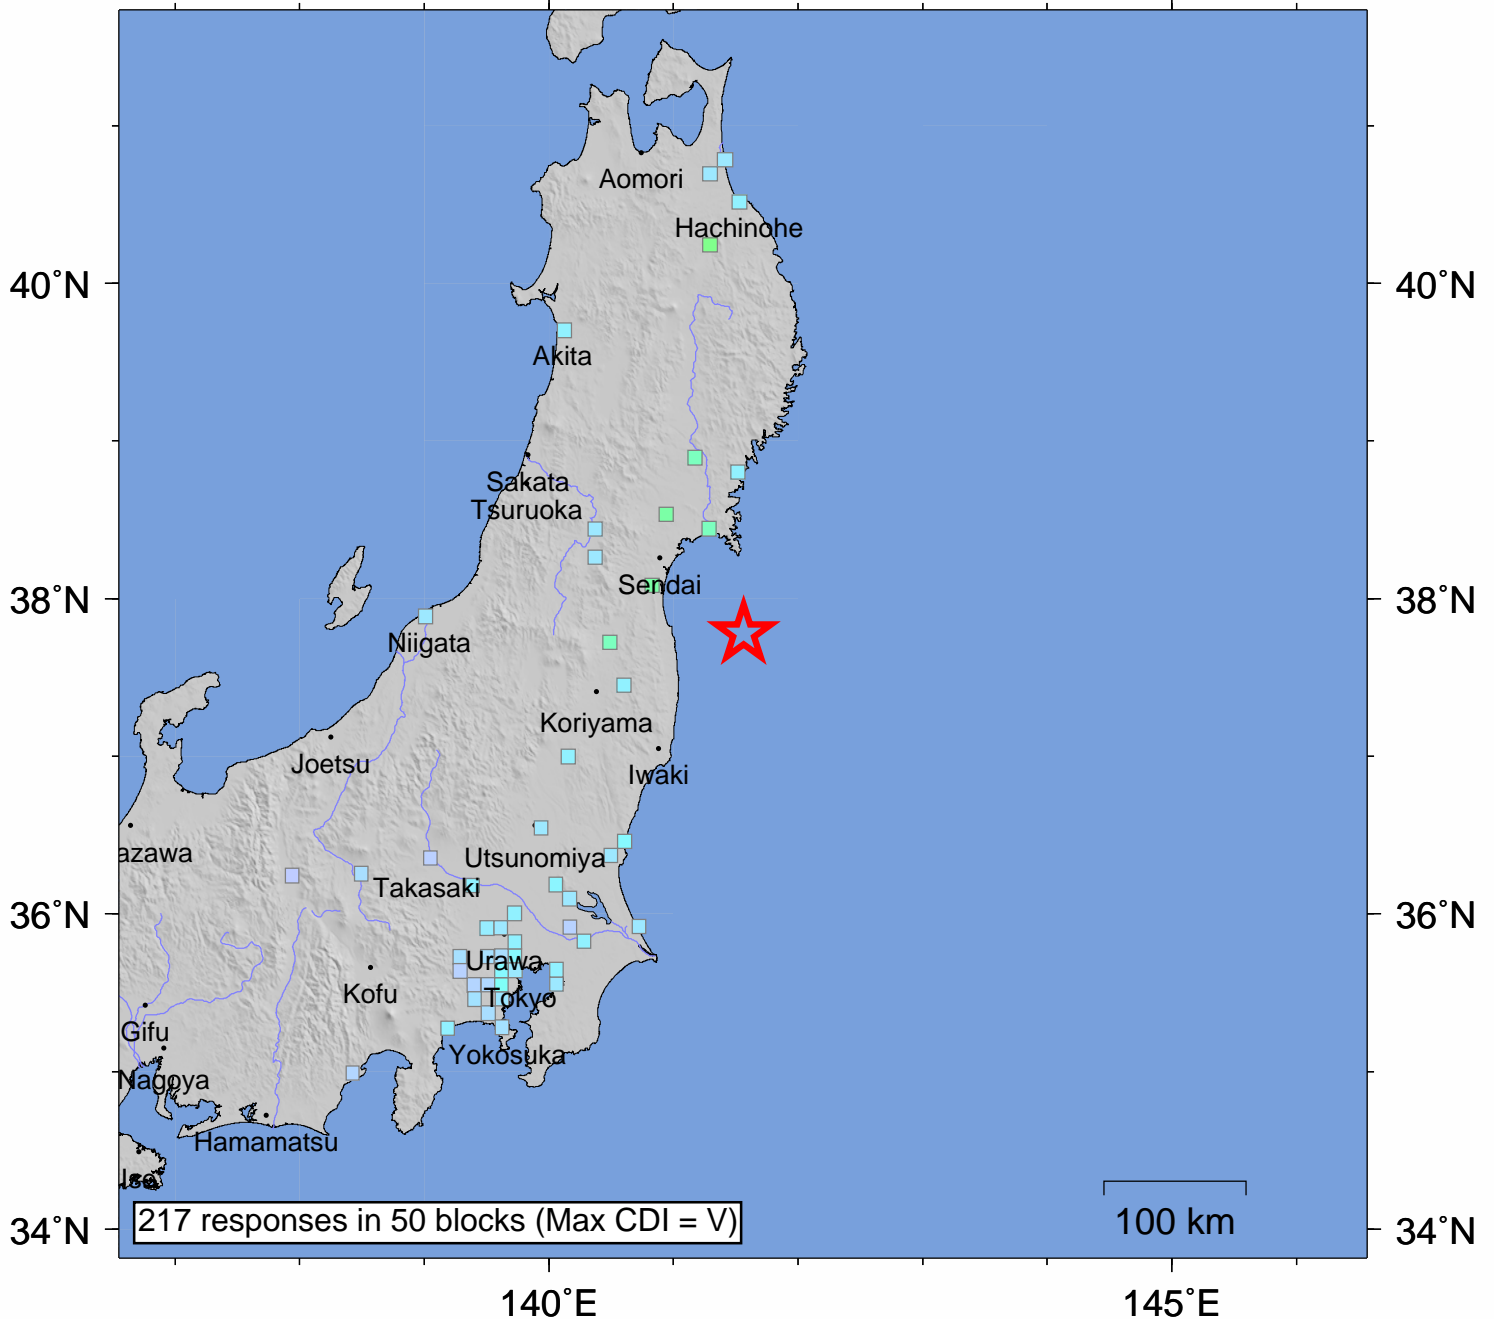 Aomori
Hachinohe
40°N
40°N
Akita
Sakata
Tsuruoka
38°N
Sendai
38°N
Niigata
Koriyama
Joetsu
Iwaki
azawa
Utsunomiya
Takasaki
36°N
36°N
Urawa
Kofu
Tokyo
Gifu
Yokosuka
Nagoya
Hamamatsu
217 responses in 50 blocks (Max CDI = V)
100 km
34°N
34°N
140°E
145°E